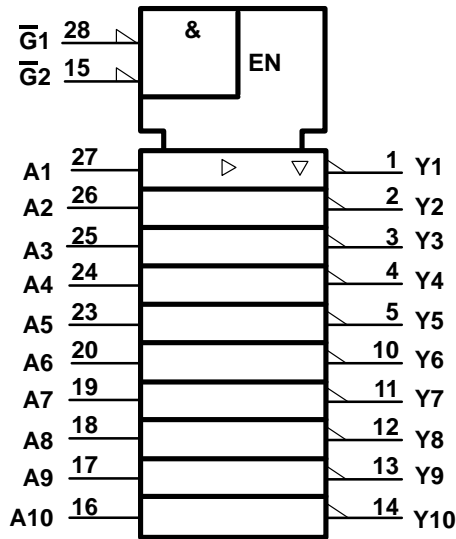 G̅1 28 & EN
G̅2 15
A1 27 1 Y1
A2 26 2 Y2
A3 25 3 Y3
A4 24 4 Y4
A5 23 5 Y5
A6 20 10 Y6
A7 19 11 Y7
A8 18 12 Y8
A9 17 13 Y9
A10 16 14 Y10